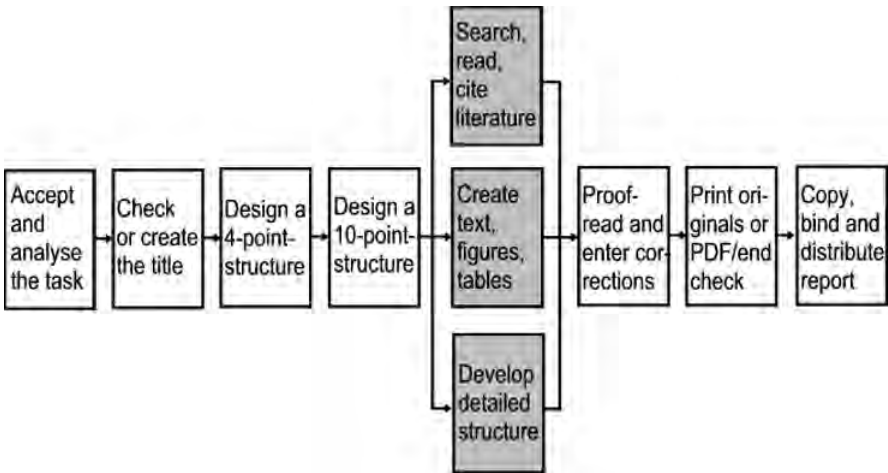 Accept
and
analyse
the task
Check
or create
the title
Design a
4-point-
structure
Design a
10-point-
structure
Search,
read,
cite
literature
Create
text,
figures,
tables
Develop
detailed
structure
Proof-
read and
enter cor-
rections
Print ori-
ginals or
PDF/end
check
Copy,
bind and
distribute
report